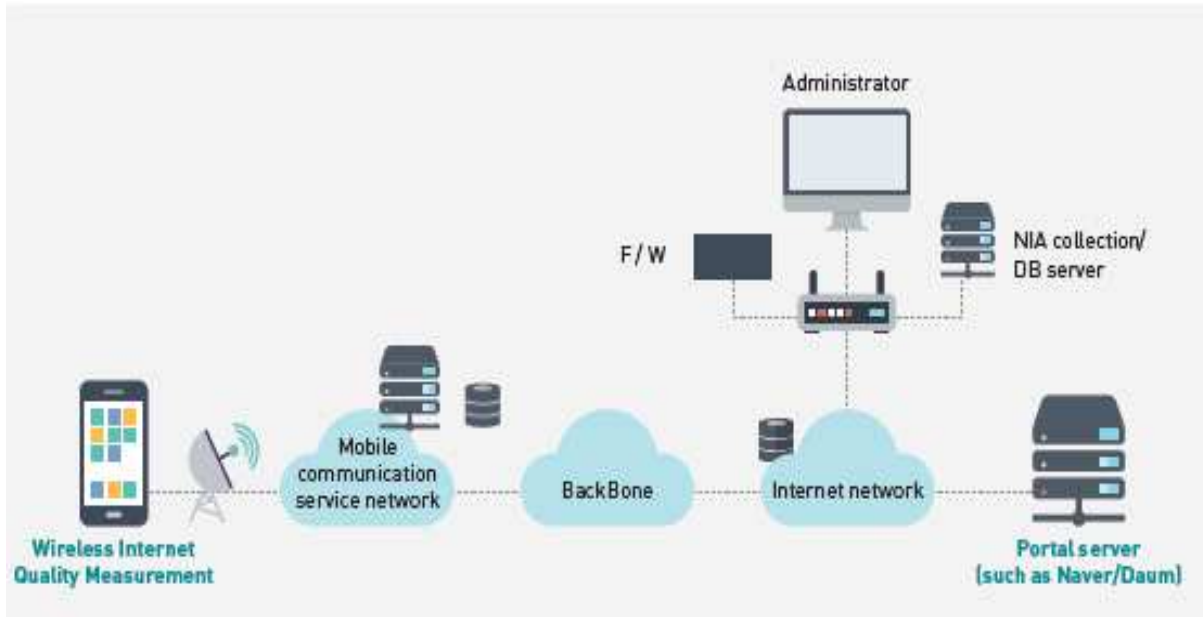 Administrator
F / W
NIA collection/
DB server
Mobile
communication
service network
BackBone
Internet network
Wireless Internet
Quality Measurement
Portal server
(such as Naver/Daum)